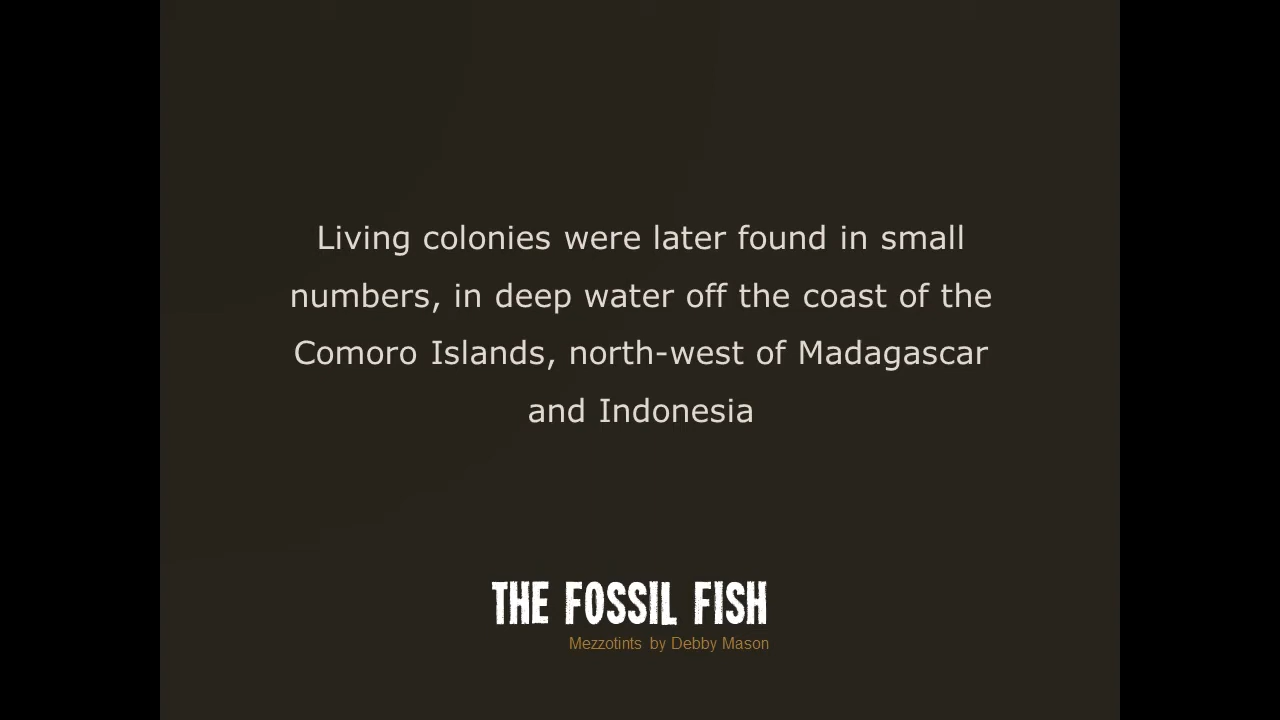 Living colonies were later found in small
numbers, in deep water off the coast of the
Comoro Islands, north-west of Madagascar
and Indonesia
THE FOSSIL FISH
Mezzotints by Debby Mason